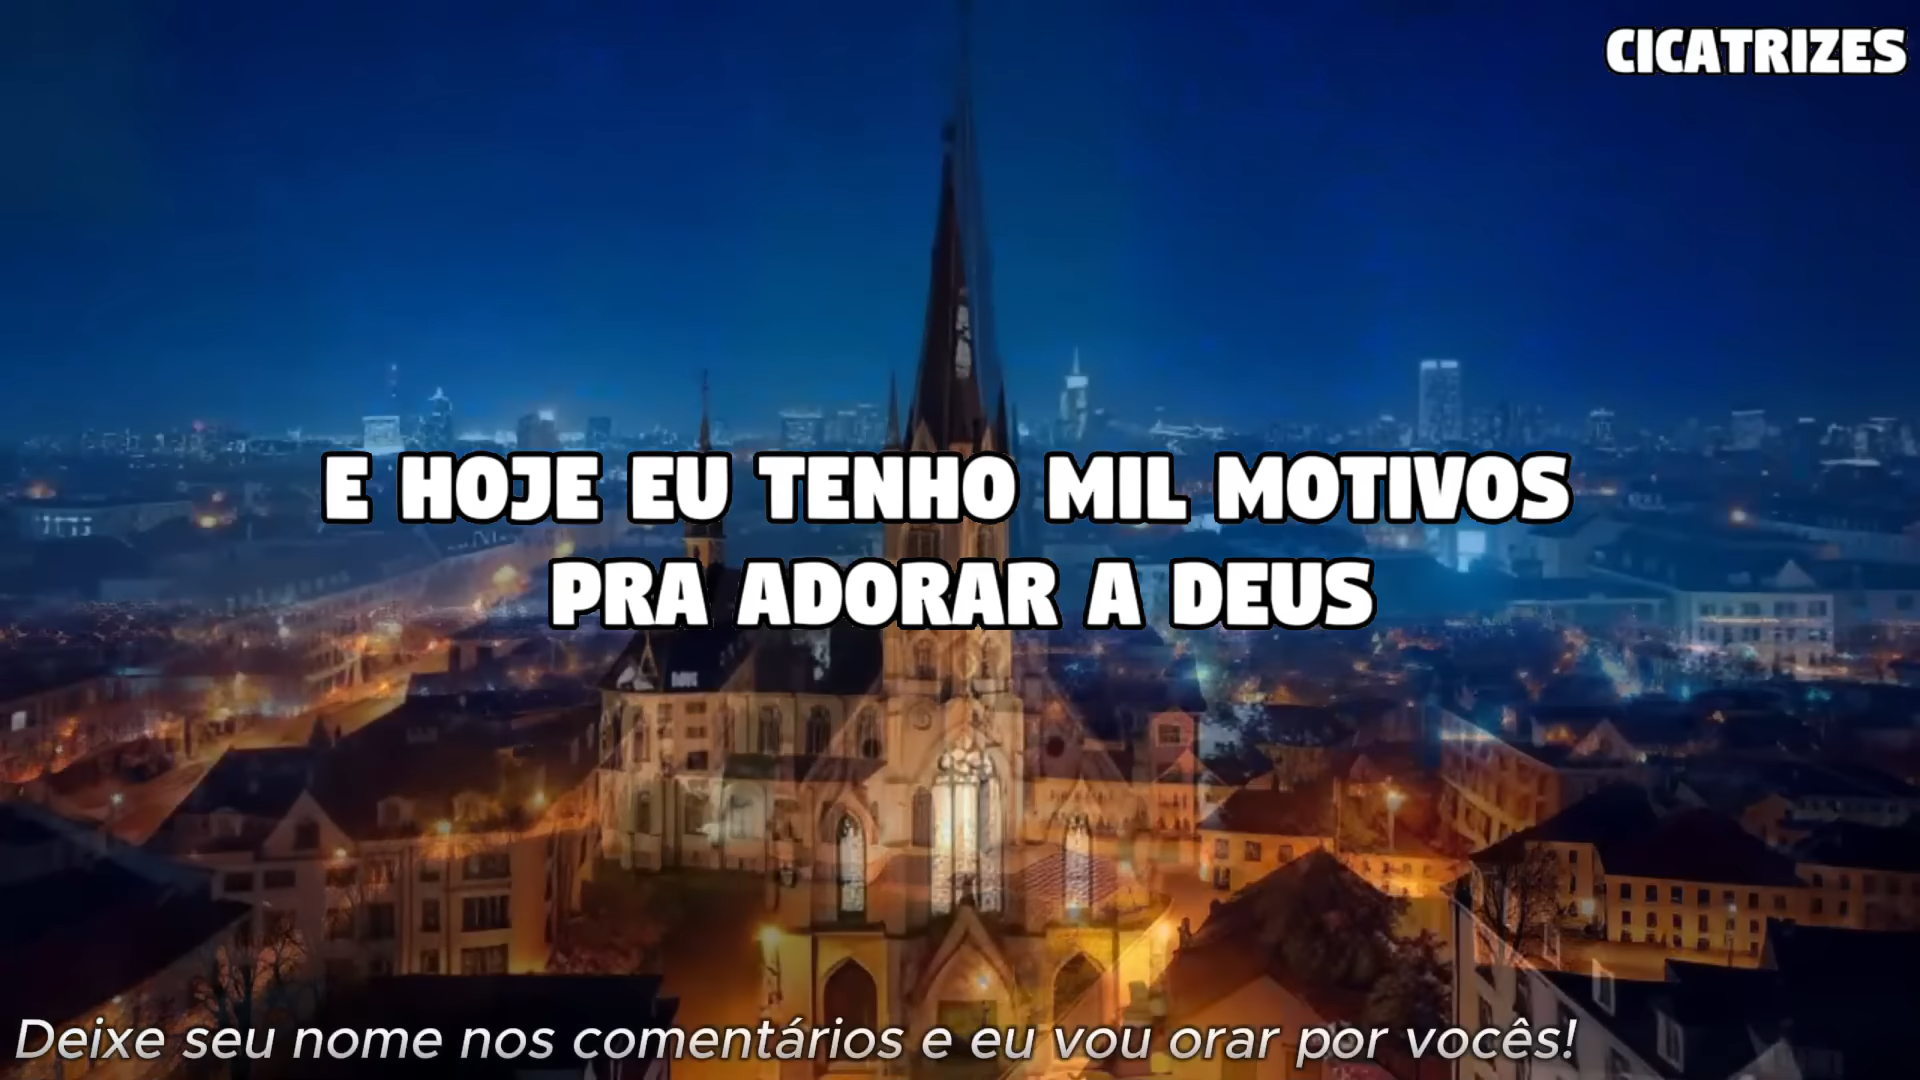 CICATRIZES
E HOJE EU TENHO MIL MOTIVOS
PRA ADORAR A DEUS
Deixe seu nome nos comentários e eu vou orar por vocês!